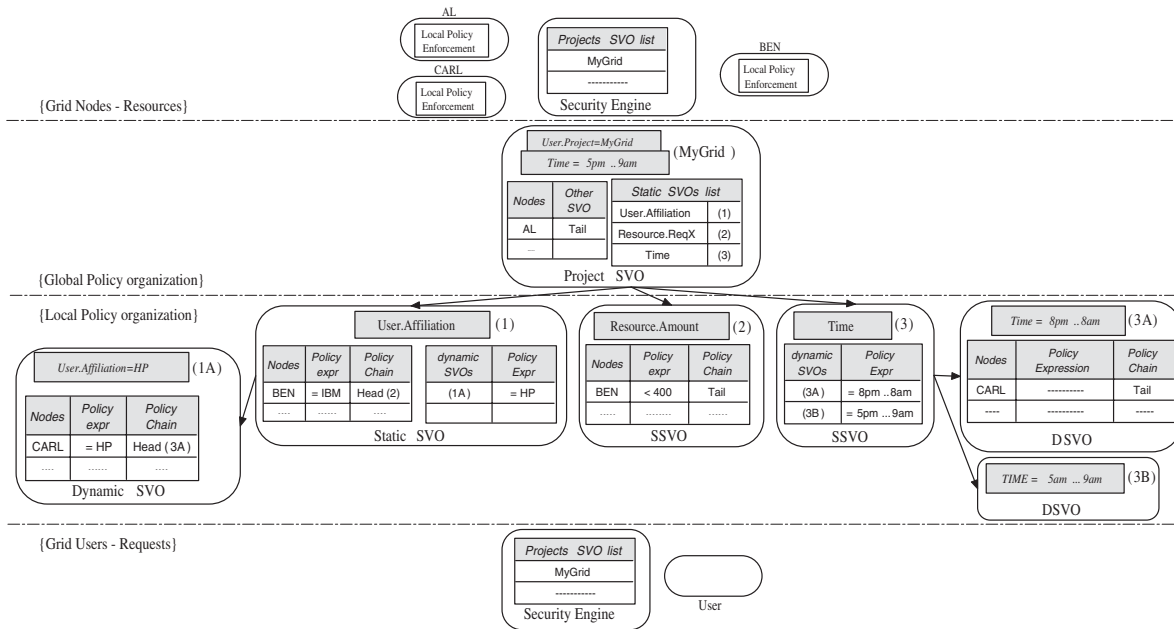 AL
Local Policy
Enforcement
CARL
Local Policy
Enforcement
Projects SVO list
MyGrid
-----------
Security Engine
BEN
Local Policy
Enforcement
{Grid Nodes - Resources}
User.Project=MyGrid
Time = 5pm .. 9am
(MyGrid )
Nodes Other SVO
AL Tail
...
Static SVOs list
User.Affiliation (1)
Resource.ReqX (2)
Time (3)
Project SVO
{Global Policy organization}
{Local Policy organization}
User.Affiliation=HP (1A)
Nodes Policy expr Policy Chain
CARL = HP Head (3A)
.... ...... ....
Dynamic SVO
User.Affiliation (1)
Nodes Policy expr Policy Chain
BEN = IBM Head (2)
.... ...... ....
dynamic SVOs Policy Expr
(1A) = HP
Static SVO
Resource.Amount (2)
Nodes Policy expr Policy Chain
BEN < 400 Tail
..... ......... ......
SSVO
Time (3)
dynamic SVOs Policy Expr
(3A) = 8pm ..8am
(3B) = 5pm ...9am
SSVO
Time = 8pm ..8am (3A)
Nodes Policy Expression Policy Chain
CARL ---------- Tail
---- ---------- ----
DSVO
TIME = 5am ... 9am (3B)
DSVO
{Grid Users - Requests}
Projects SVO list
MyGrid
-----------
Security Engine
User